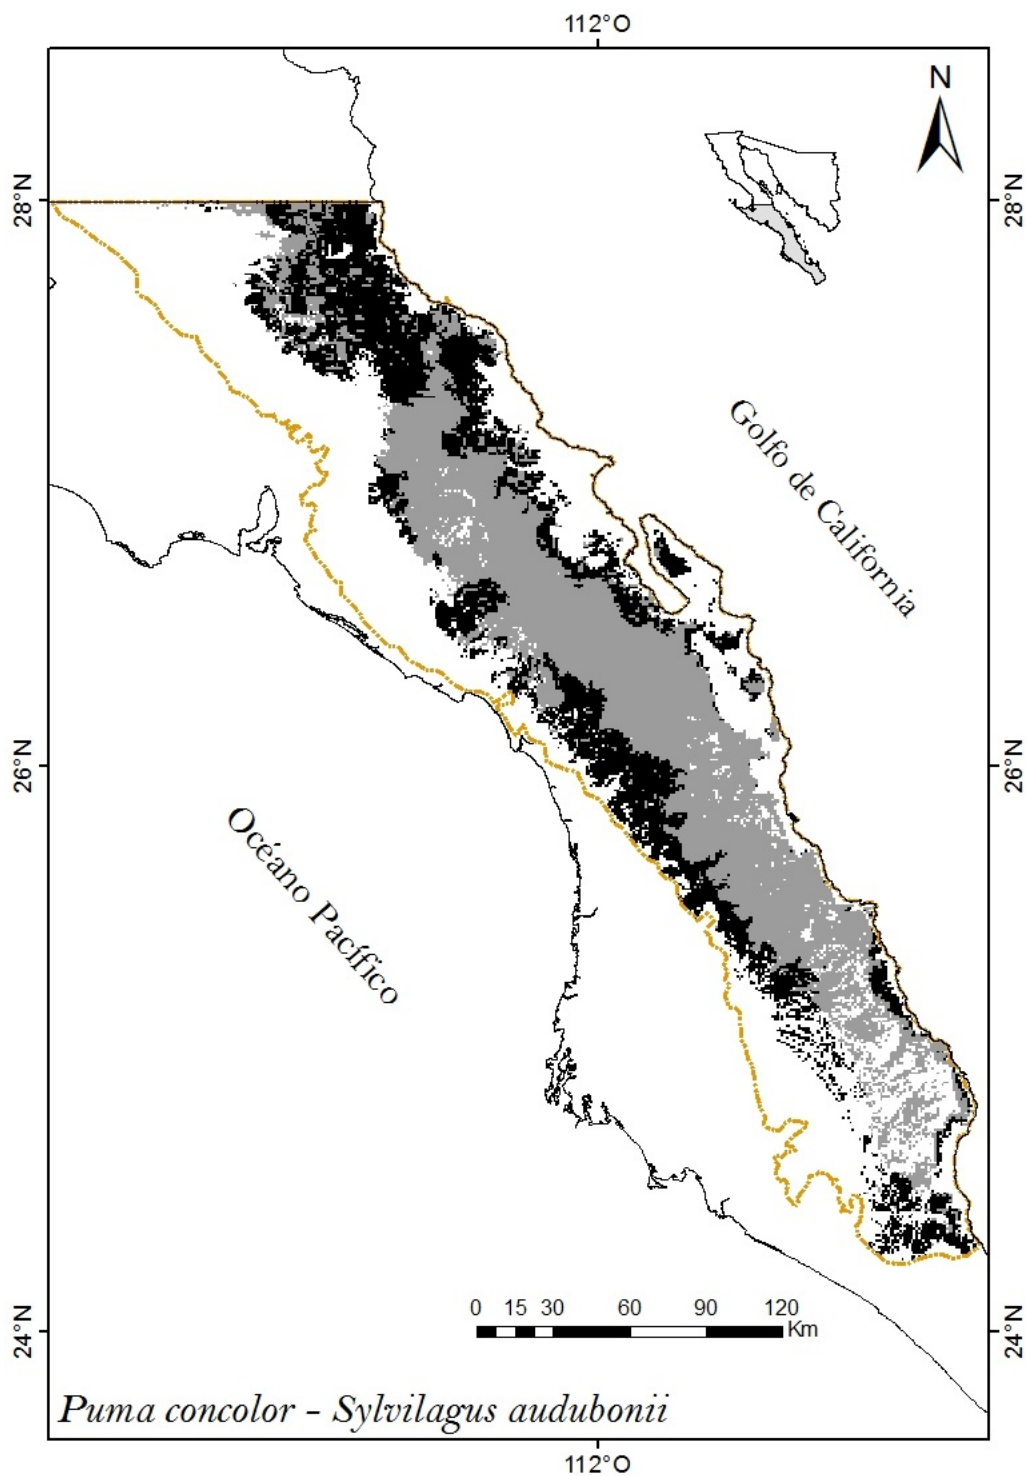 112°O
N
28°N
28°N
Golfo de California
26°N
26°N
Océano Pacífico
0 15 30 60 90 120
Km
24°N
24°N
Puma concolor - Sylvilagus audubonii
112°O